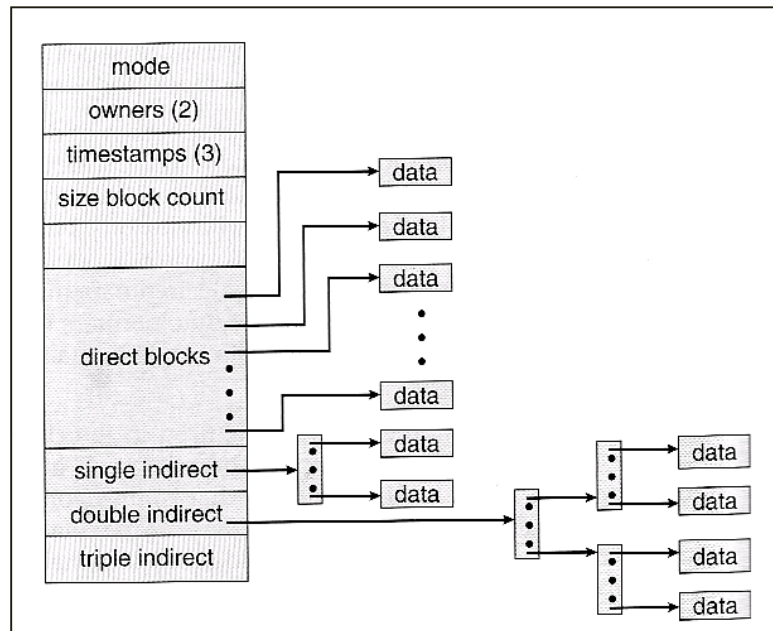 mode
owners (2)
timestamps (3)
size block count
direct blocks
single indirect
double indirect
triple indirect
data
data
data
data
data
data
data
data
data
data